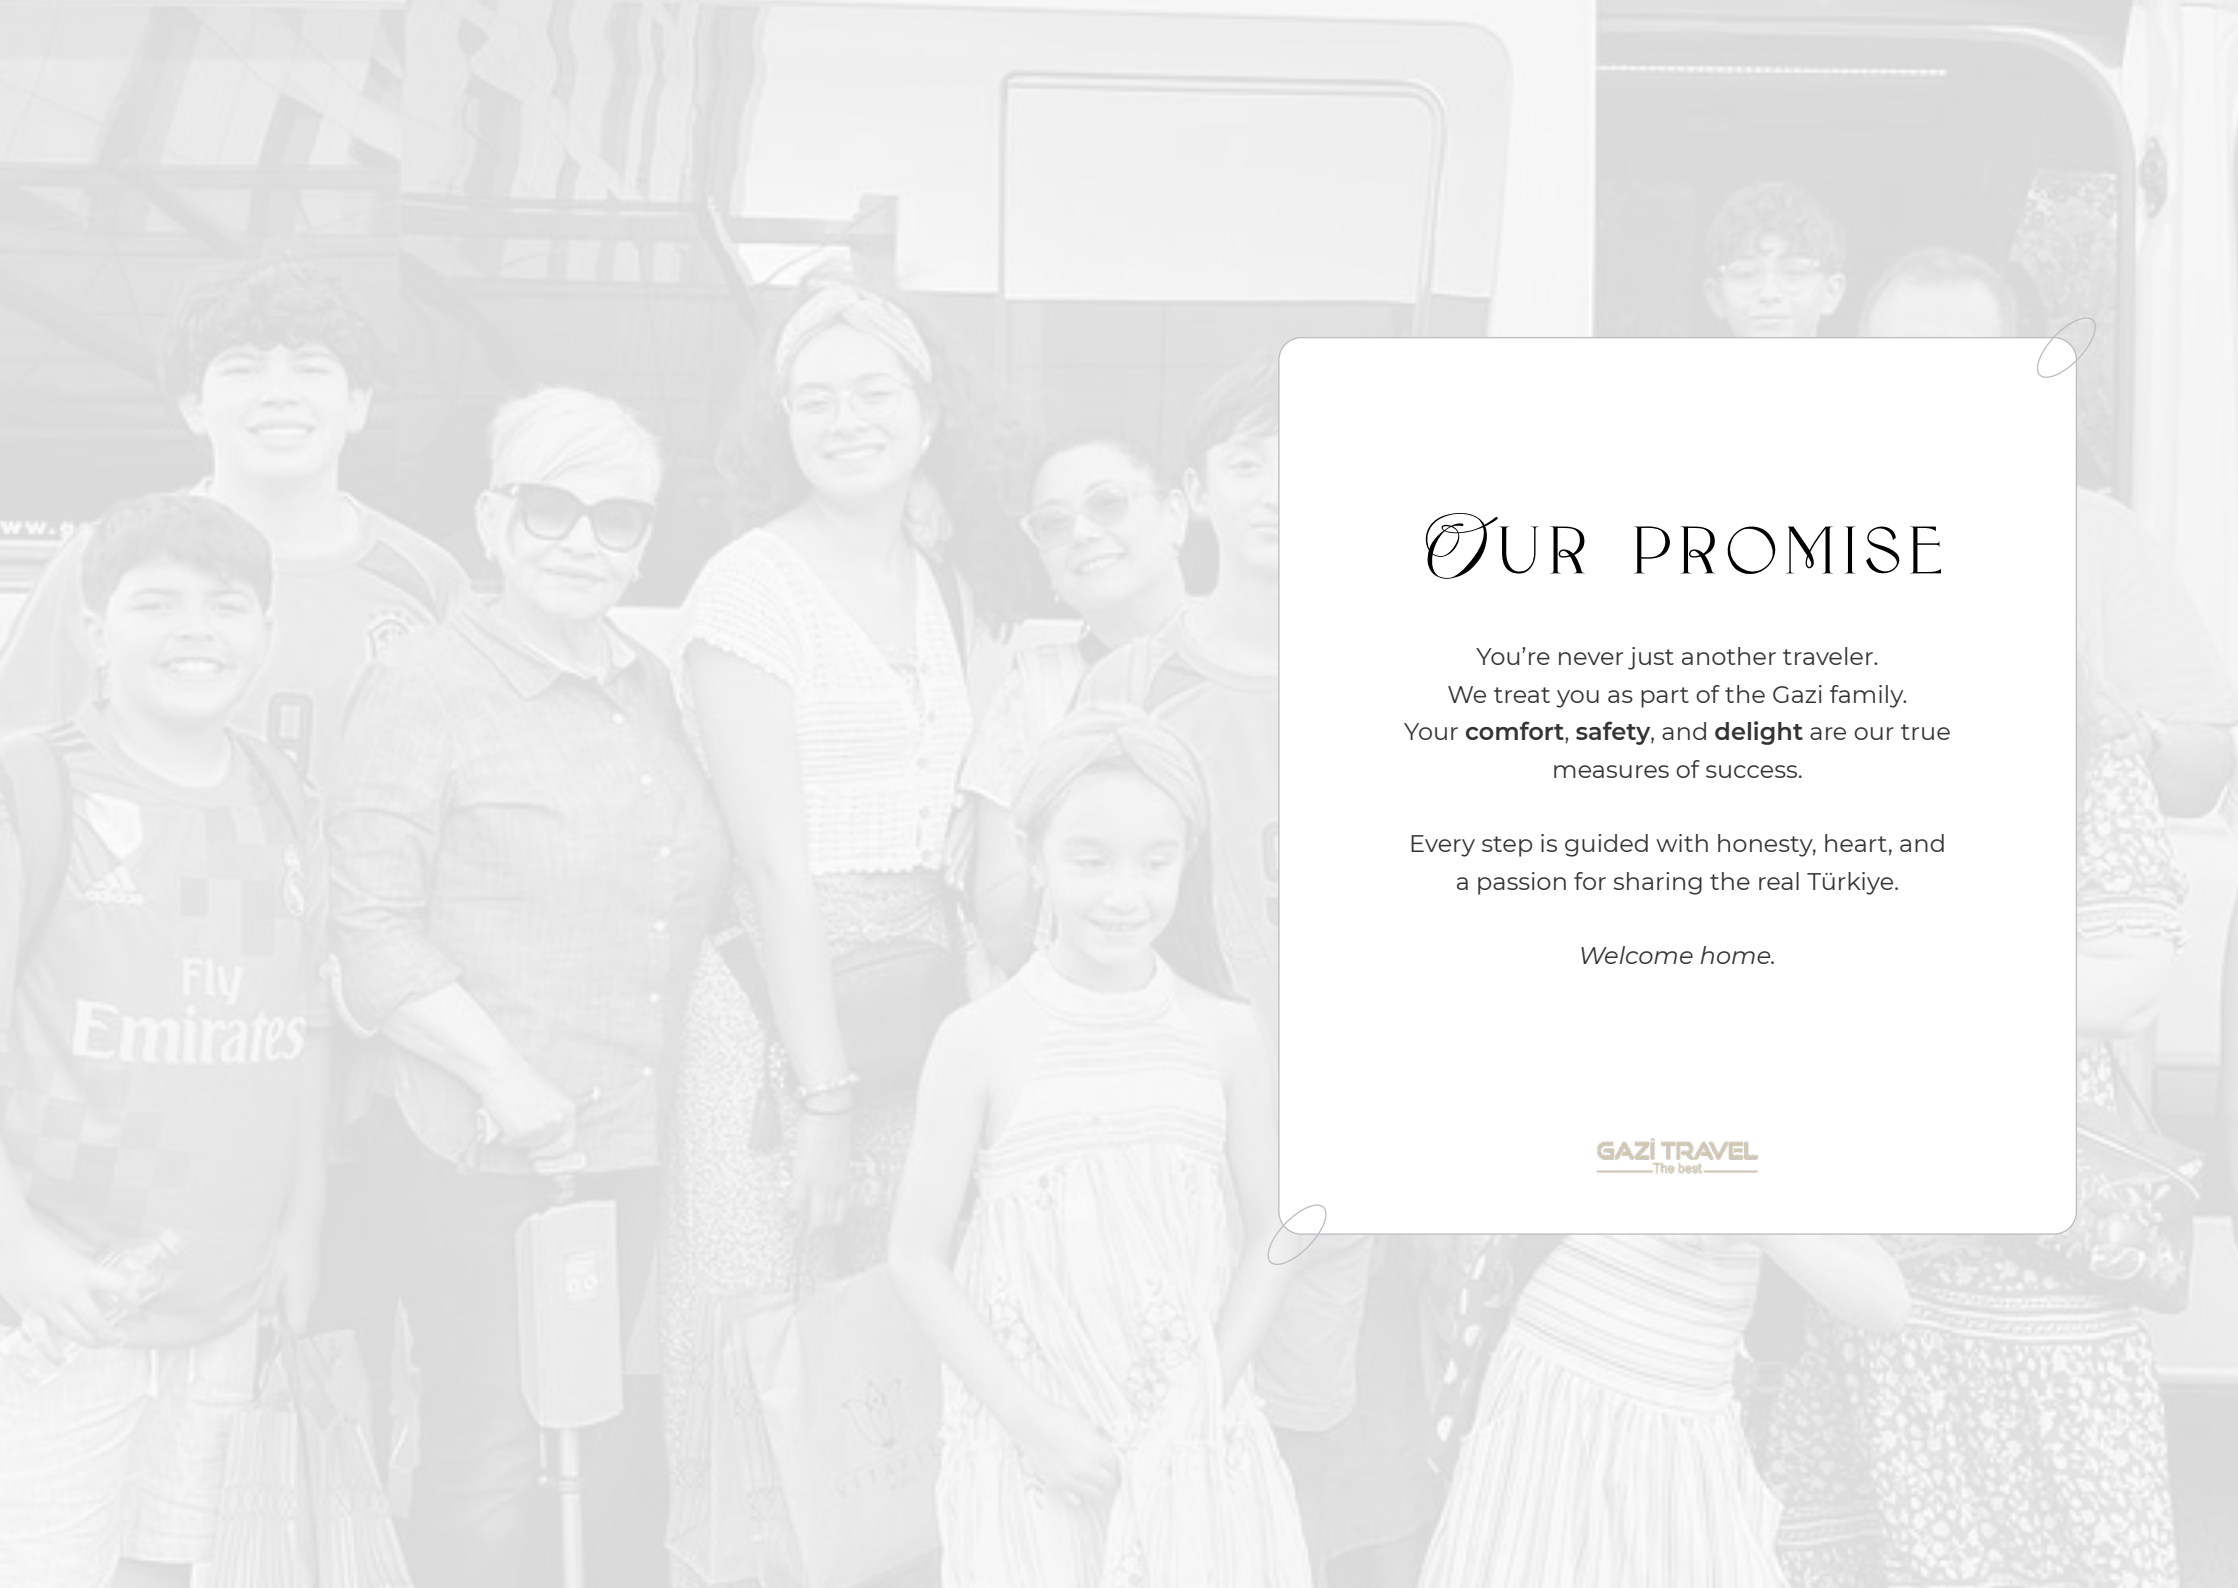 ww.
OUR PROMISE
You’re never just another traveler.
We treat you as part of the Gazi family.
Your comfort, safety, and delight are our true
measures of success.
Every step is guided with honesty, heart, and
a passion for sharing the real Türkiye.
Welcome home.
GAZİ TRAVEL
The best
adidas
Fly
Emirates